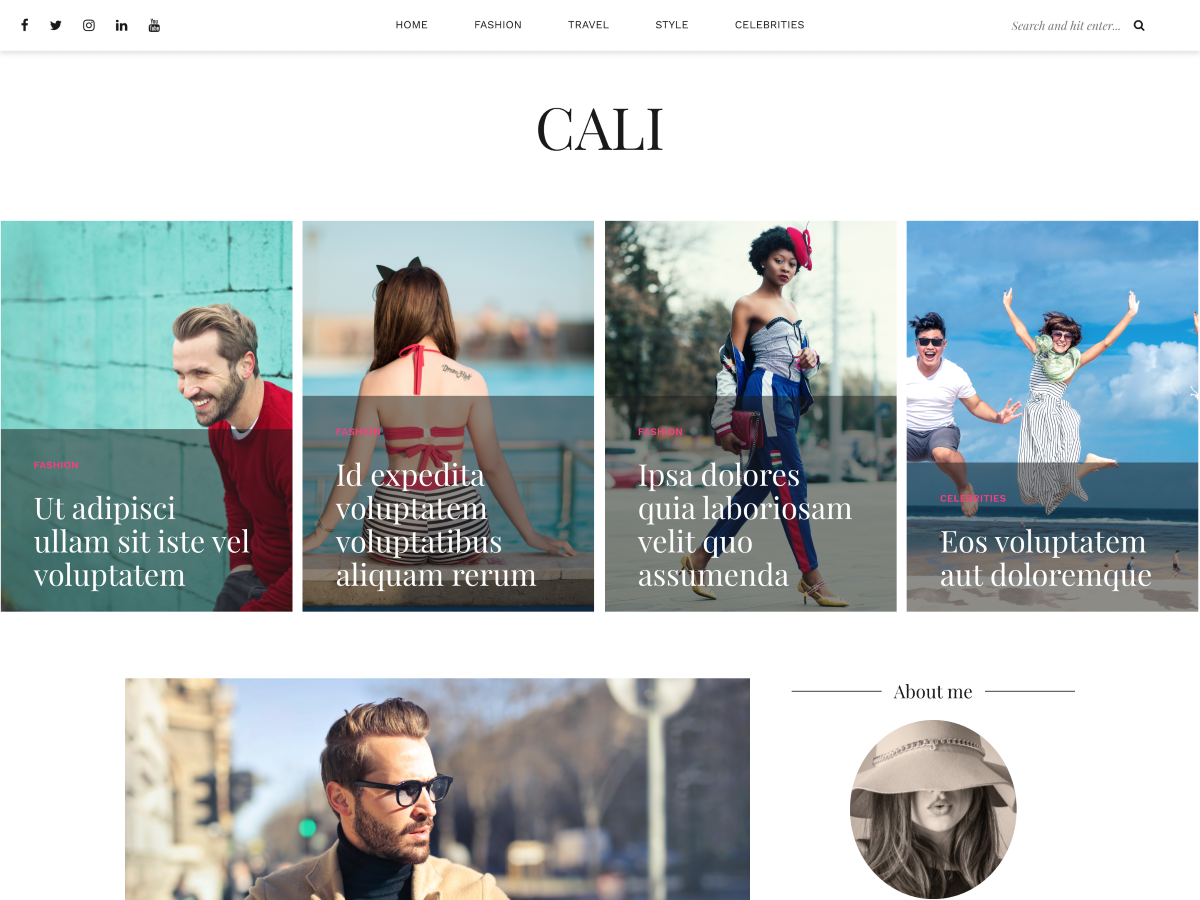 HOME FASHION TRAVEL STYLE CELEBRITIES
Search and hit enter...
CALI
FASHION
Ut adipisci
ullam sit iste vel
voluptatem
FASHION
Id expedita
voluptatem
voluptatibus
aliquam rerum
FASHION
Ipsa dolores
quia laboriosam
velit quo
assumenda
CELEBRITIES
Eos voluptatem
aut doloremque
About me